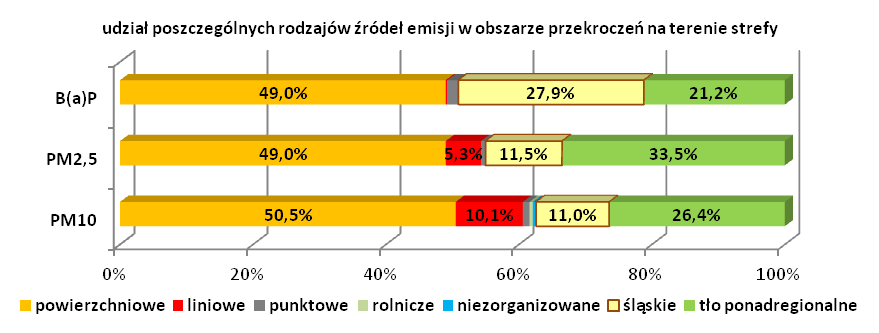 udział poszczególnych rodzajów źródeł emisji w obszarze przekroczeń na terenie strefy
B(a)P 49,0% 27,9% 21,2%
PM2,5 49,0% 5,3% 11,5% 33,5%
PM10 50,5% 10,1% 11,0% 26,4%
0% 20% 40% 60% 80% 100%
powierzchniowe liniowe punktowe rolnicze niezorganizowane śląskie tło ponadregionalne